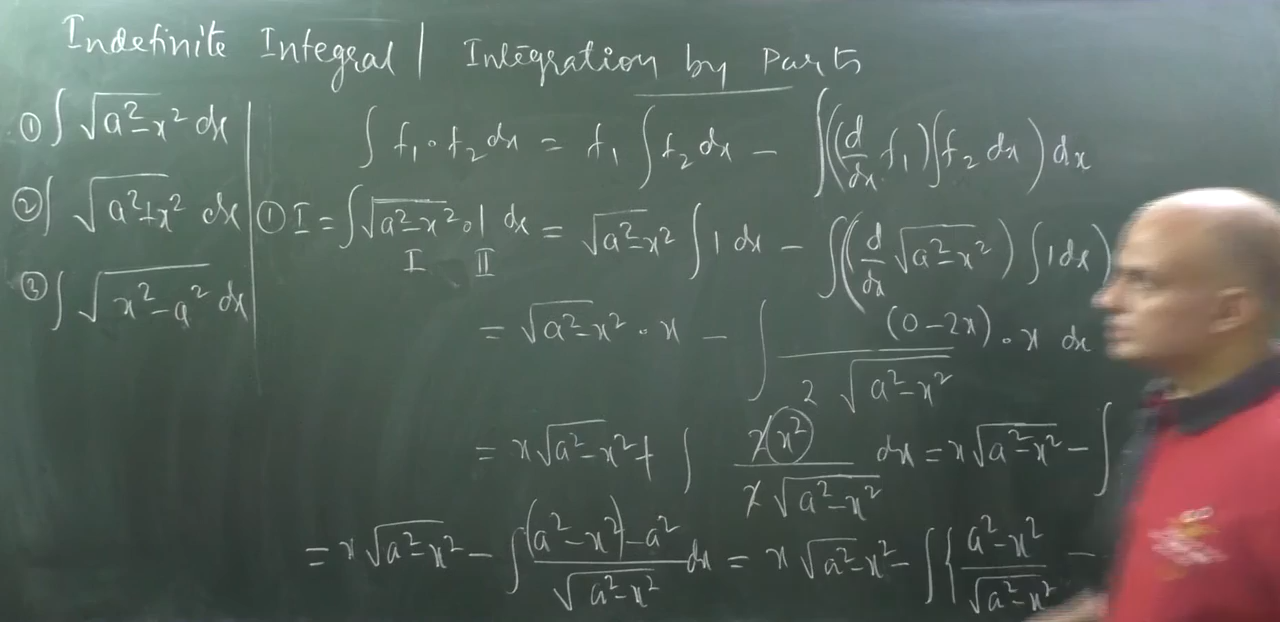 Indefinite Integral | Integration by Parts
① ∫ √(a²-x²) dx
② ∫ √(a²+x²) dx
③ ∫ √(x²-a²) dx
∫ f₁·f₂ dx = f₁ ∫ f₂ dx - ∫((d/dx f₁) ∫f₂ dx) dx
① I = ∫ √(a²-x²)·1 dx = √(a²-x²) ∫ 1 dx - ∫((d/dx √(a²-x²)) ∫1 dx)
I II
= √(a²-x²)·x - ∫ (0-2x)/(2√(a²-x²))·x dx
= x√(a²-x²) + ∫ 2x²/(2√(a²-x²)) dx = x√(a²-x²) - ∫
= x√(a²-x²) - ∫ ((a²-x²)-a²)/√(a²-x²) dx = x√(a²-x²) - ∫{ (a²-x²)/√(a²-x²) -